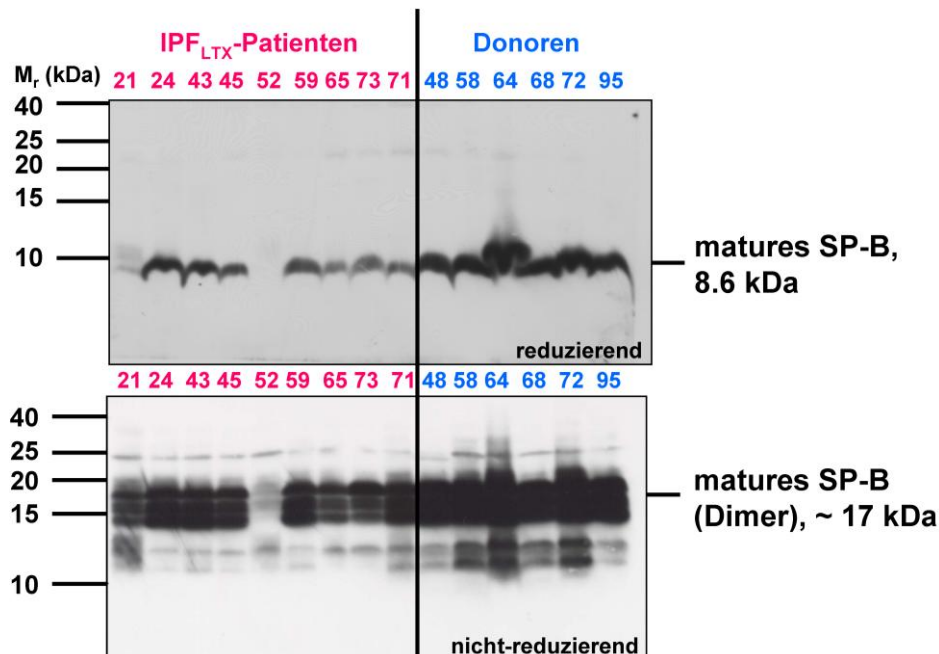 IPF_LTX-Patienten Donoren
M_r (kDa) 21 24 43 45 52 59 65 73 71 48 58 64 68 72 95
40
25
20
15
10
matures SP-B,
8.6 kDa
reduzierend
21 24 43 45 52 59 65 73 71 48 58 64 68 72 95
40
25
20
15
10
matures SP-B
(Dimer), ~ 17 kDa
nicht-reduzierend